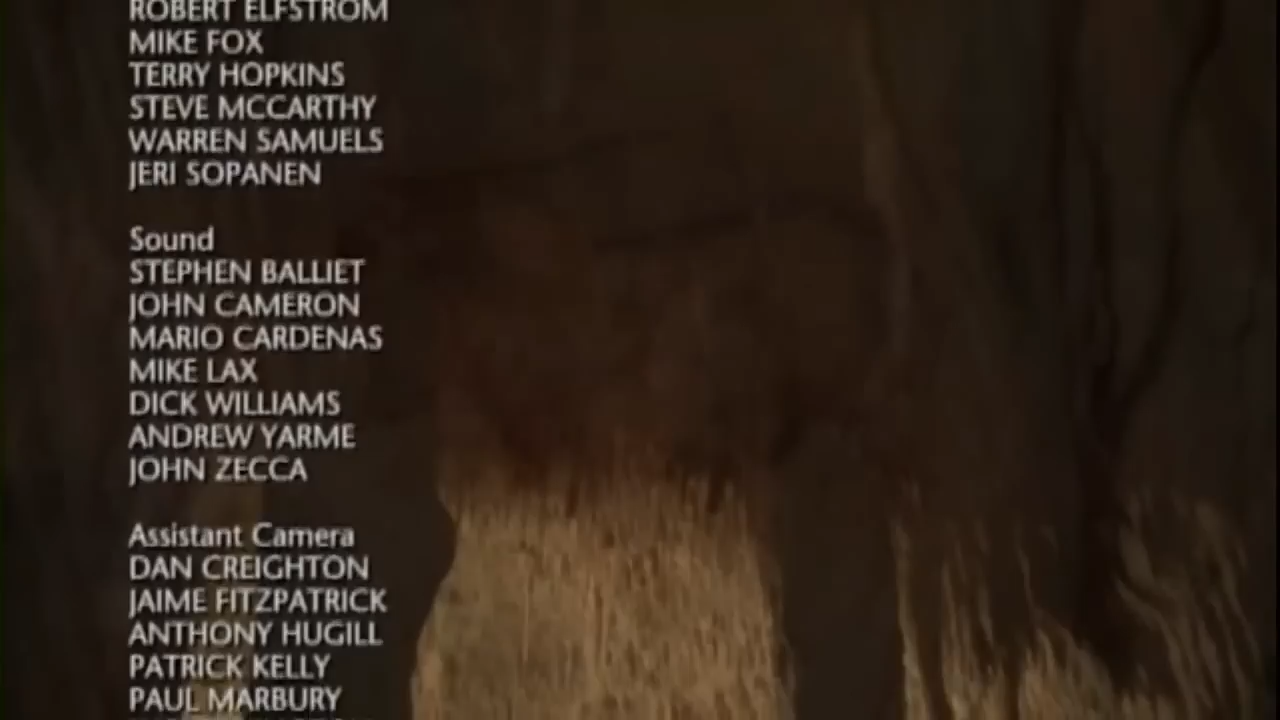 ROBERT ELFSTROM
MIKE FOX
TERRY HOPKINS
STEVE MCCARTHY
WARREN SAMUELS
JERI SOPANEN
Sound
STEPHEN BALLIET
JOHN CAMERON
MARIO CARDENAS
MIKE LAX
DICK WILLIAMS
ANDREW YARME
JOHN ZECCA
Assistant Camera
DAN CREIGHTON
JAIME FITZPATRICK
ANTHONY HUGILL
PATRICK KELLY
PAUL MARBURY